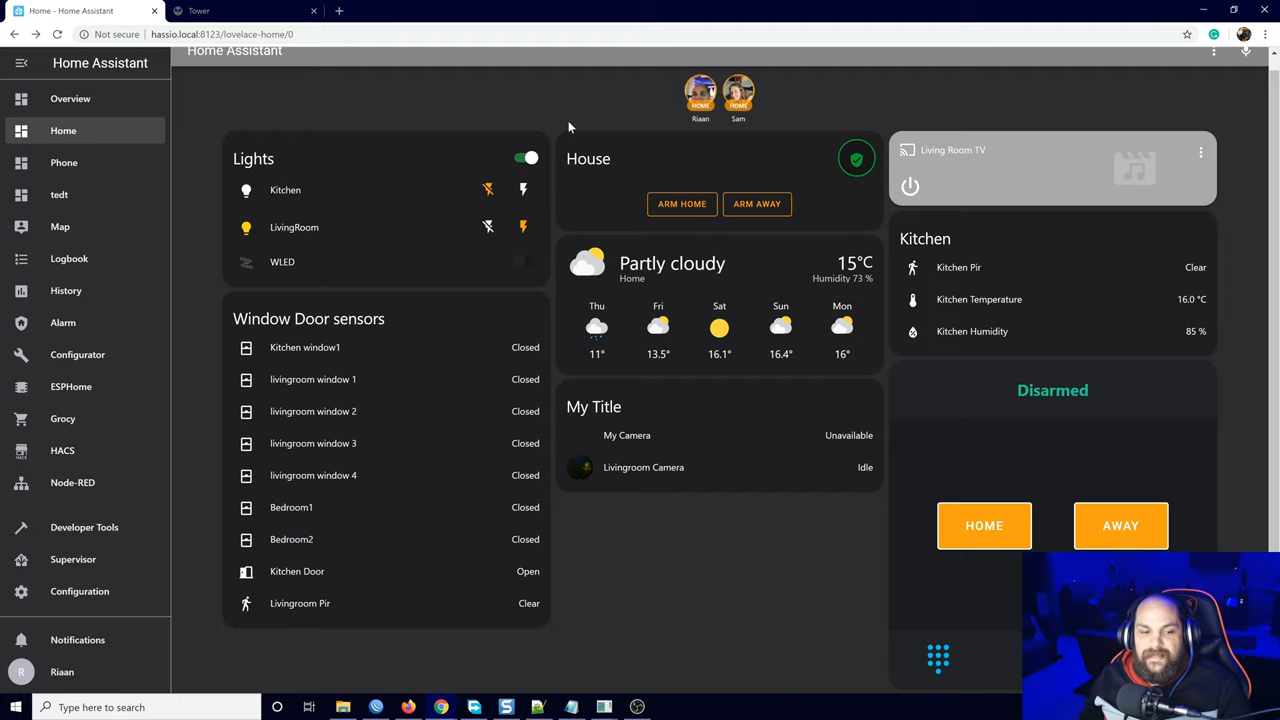 Home - Home Assistant
Tower
Not secure
hassio.local:8123/lovelace-home/0
Home Assistant
Overview
Home
Phone
tedt
Map
Logbook
History
Alarm
Configurator
ESPHome
Grocy
HACS
HACS
Node-RED
Developer Tools
Supervisor
Configuration
Notifications
R
Riaan
Home Assistant
HOME
Riaan
HOME
Sam
Lights
Kitchen
LivingRoom
WLED
Window Door sensors
Kitchen window1 Closed
livingroom window 1 Closed
livingroom window 2 Closed
livingroom window 3 Closed
livingroom window 4 Closed
Bedroom1 Closed
Bedroom2 Closed
Kitchen Door Open
Livingroom Pir Clear
House
ARM HOME ARM AWAY
Partly cloudy 15°C
Home Humidity 73 %
Thu Fri Sat Sun Mon
11° 13.5° 16.1° 16.4° 16°
My Title
My Camera Unavailable
Livingroom Camera Idle
Living Room TV
Kitchen
Kitchen Pir Clear
Kitchen Temperature 16.0 °C
Kitchen Humidity 85 %
Disarmed
HOME AWAY
Type here to search